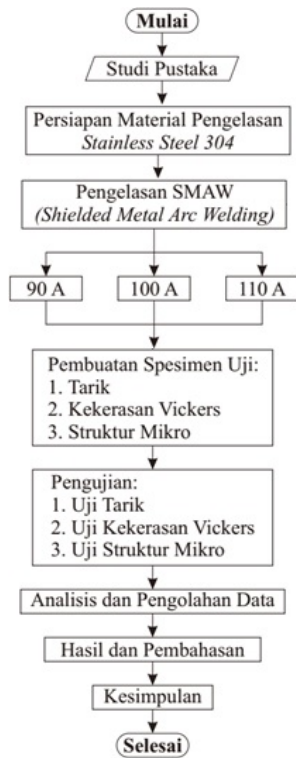 Mulai
Studi Pustaka
Persiapan Material Pengelasan
Stainless Steel 304
Pengelasan SMAW
(Shielded Metal Arc Welding)
90 A
100 A
110 A
Pembuatan Spesimen Uji:
1. Tarik
2. Kekerasan Vickers
3. Struktur Mikro
Pengujian:
1. Uji Tarik
2. Uji Kekerasan Vickers
3. Uji Struktur Mikro
Analisis dan Pengolahan Data
Hasil dan Pembahasan
Kesimpulan
Selesai